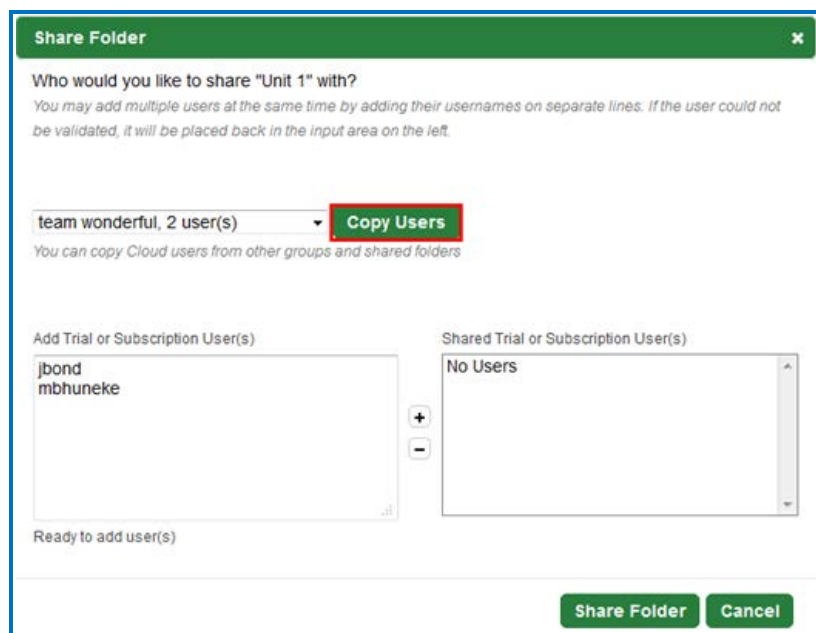 Share Folder ×
Who would you like to share "Unit 1" with?
You may add multiple users at the same time by adding their usernames on separate lines. If the user could not
be validated, it will be placed back in the input area on the left.
team wonderful, 2 user(s) Copy Users
You can copy Cloud users from other groups and shared folders
Add Trial or Subscription User(s) Shared Trial or Subscription User(s)
jbond No Users
mbhuneke
+
-
Ready to add user(s)
Share Folder Cancel